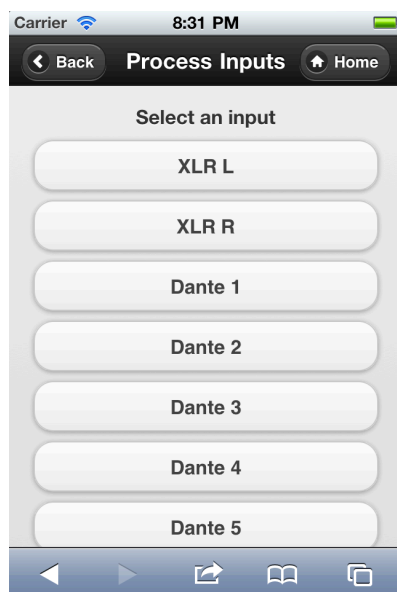 Carrier 8:31 PM
Back Process Inputs Home
Select an input
XLR L
XLR R
Dante 1
Dante 2
Dante 3
Dante 4
Dante 5